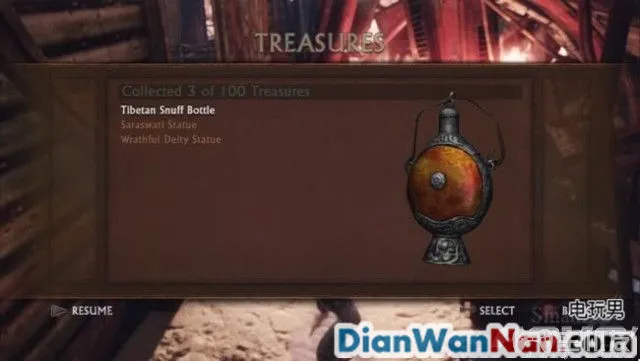 TREASURES
Collected 3 of 100 Treasures
Tibetan Snuff Bottle
Saraswati Statue
Wrathful Deity Statue
RESUME
SELECT
电玩男
DianWanNan.com